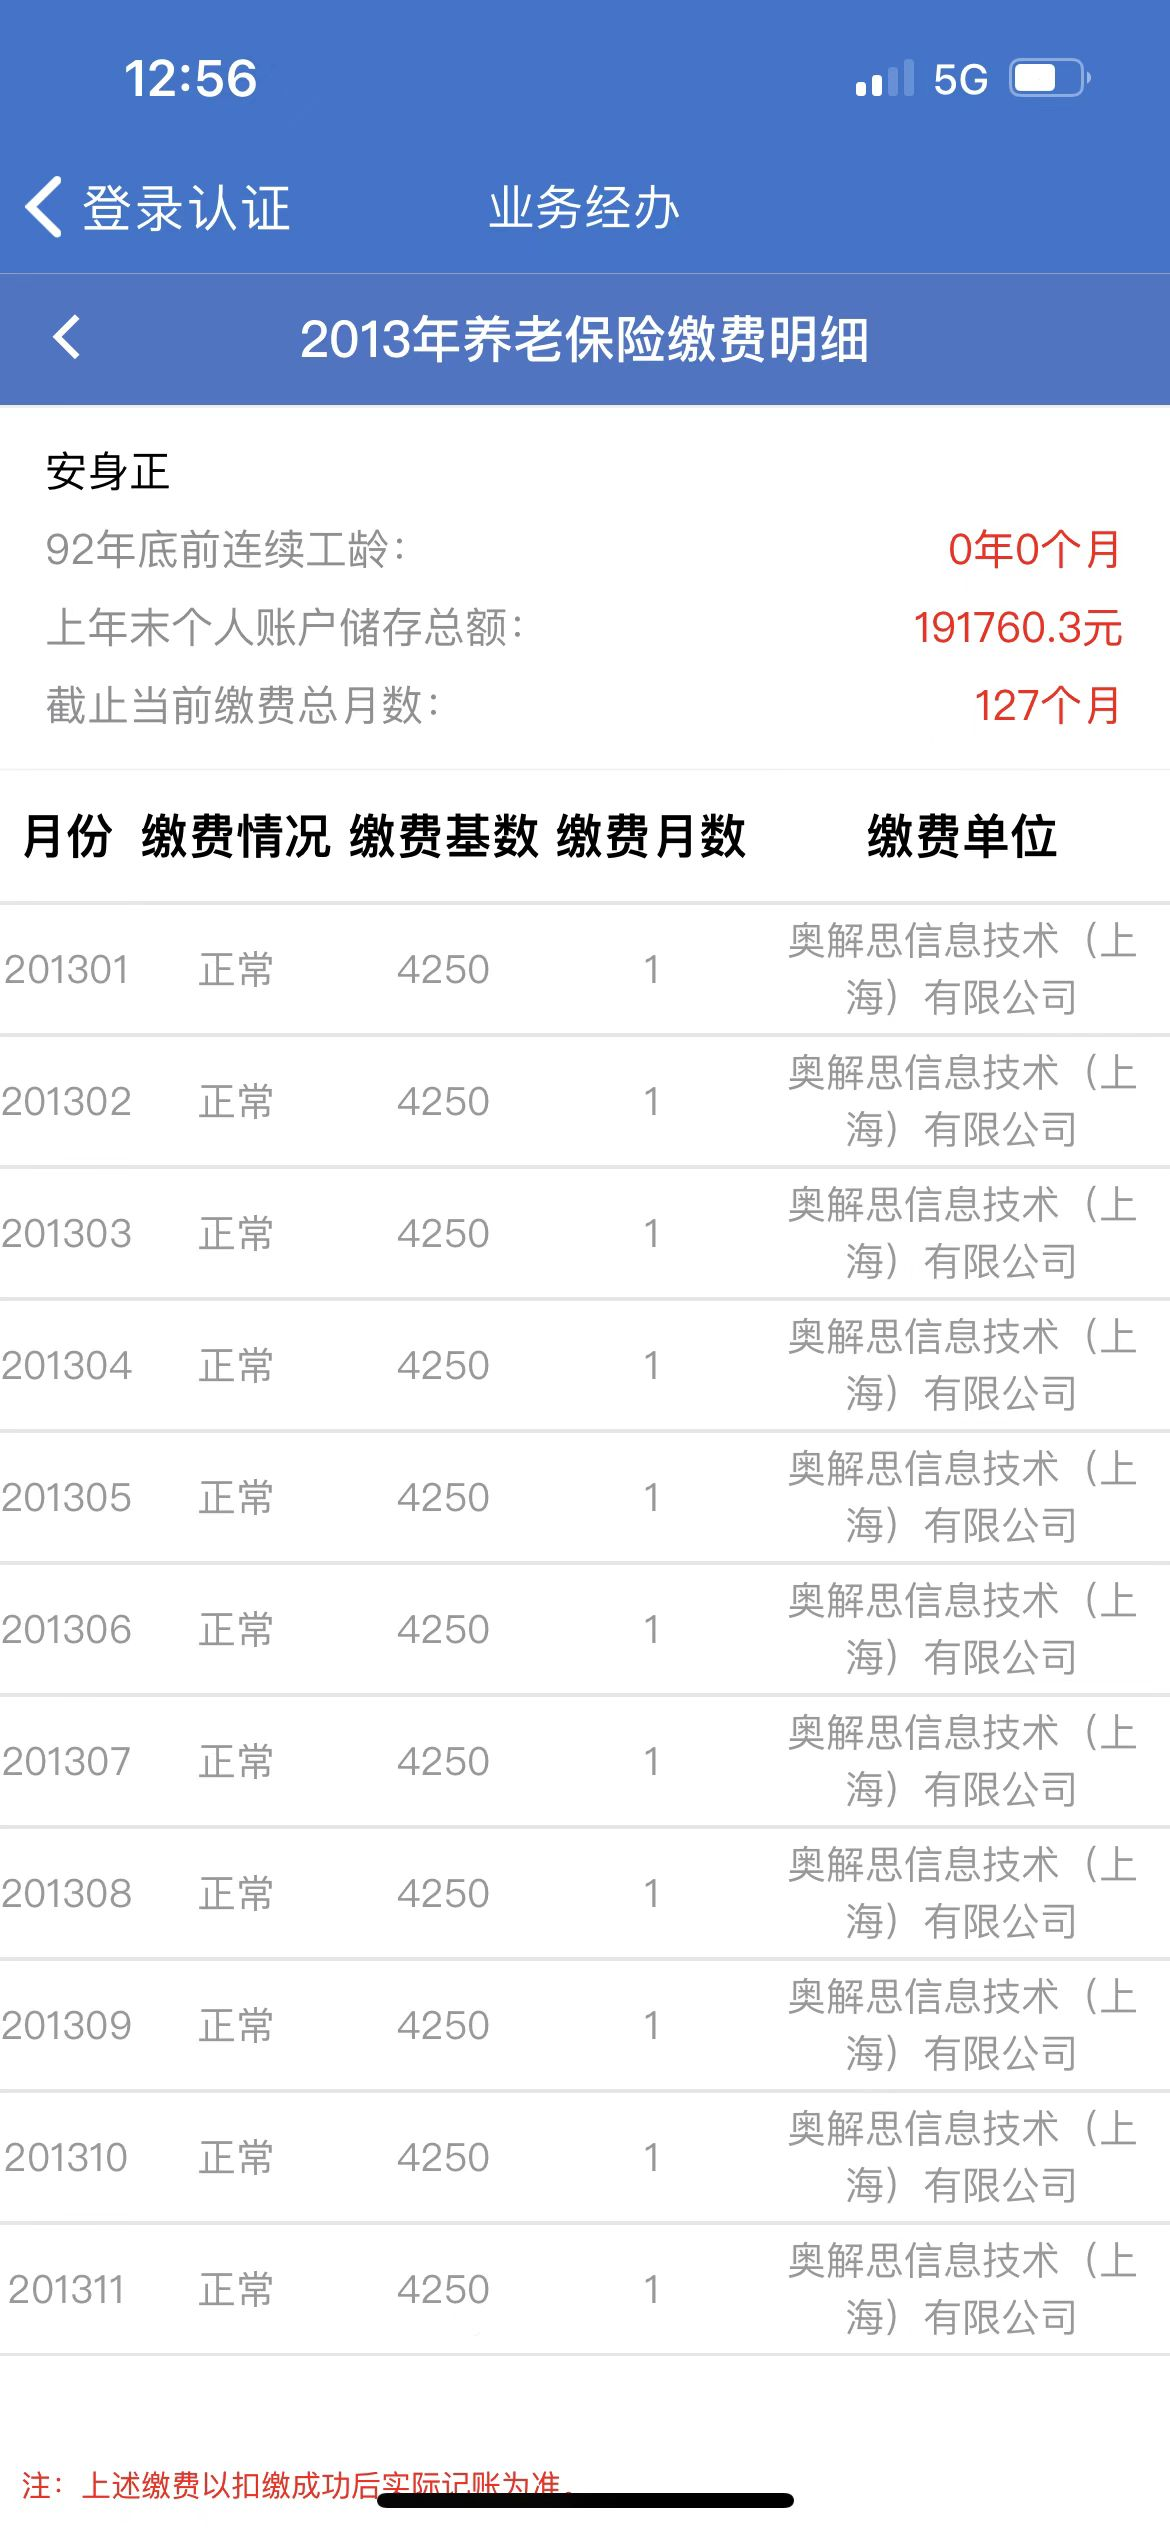 12:56
5G
登录认证
业务经办
2013年养老保险缴费明细
安身正
92年底前连续工龄： 0年0个月
上年末个人账户储存总额： 191760.3元
截止当前缴费总月数： 127个月
月份 缴费情况 缴费基数 缴费月数 缴费单位
201301 正常 4250 1 奥解思信息技术（上
海）有限公司
201302 正常 4250 1 奥解思信息技术（上
海）有限公司
201303 正常 4250 1 奥解思信息技术（上
海）有限公司
201304 正常 4250 1 奥解思信息技术（上
海）有限公司
201305 正常 4250 1 奥解思信息技术（上
海）有限公司
201306 正常 4250 1 奥解思信息技术（上
海）有限公司
201307 正常 4250 1 奥解思信息技术（上
海）有限公司
201308 正常 4250 1 奥解思信息技术（上
海）有限公司
201309 正常 4250 1 奥解思信息技术（上
海）有限公司
201310 正常 4250 1 奥解思信息技术（上
海）有限公司
201311 正常 4250 1 奥解思信息技术（上
海）有限公司
注：上述缴费以扣缴成功后实际记账为准。